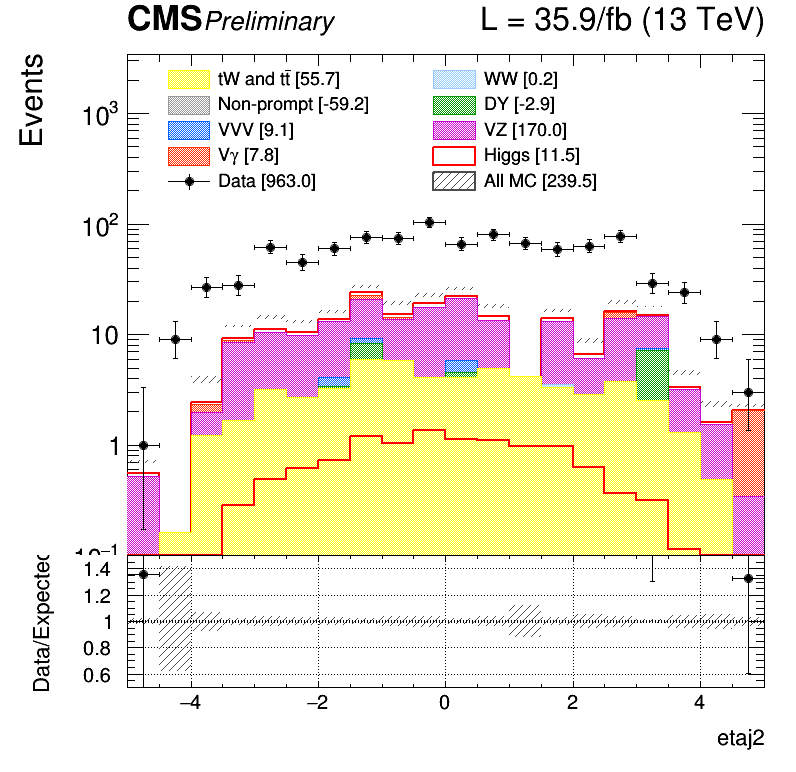 CMS Preliminary L = 35.9/fb (13 TeV)
Events
tW and tt̄ [55.7]
WW [0.2]
Non-prompt [-59.2]
DY [-2.9]
VVV [9.1]
VZ [170.0]
Vγ [7.8]
Higgs [11.5]
Data [963.0]
All MC [239.5]
10³
10²
10
1
10⁻¹
Data/Expected
1.4
1.2
1
0.8
0.6
−4 −2 0 2 4
etaj2